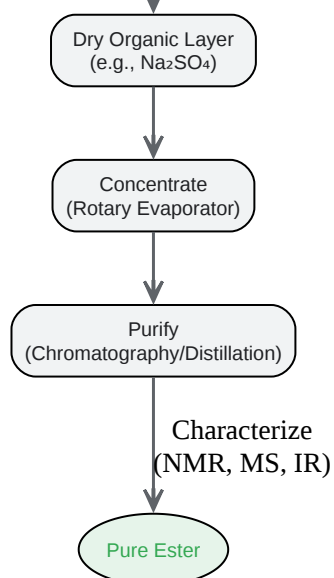 Dry Organic Layer
(e.g., Na₂SO₄)
Concentrate
(Rotary Evaporator)
Purify
(Chromatography/Distillation)
Characterize
(NMR, MS, IR)
Pure Ester